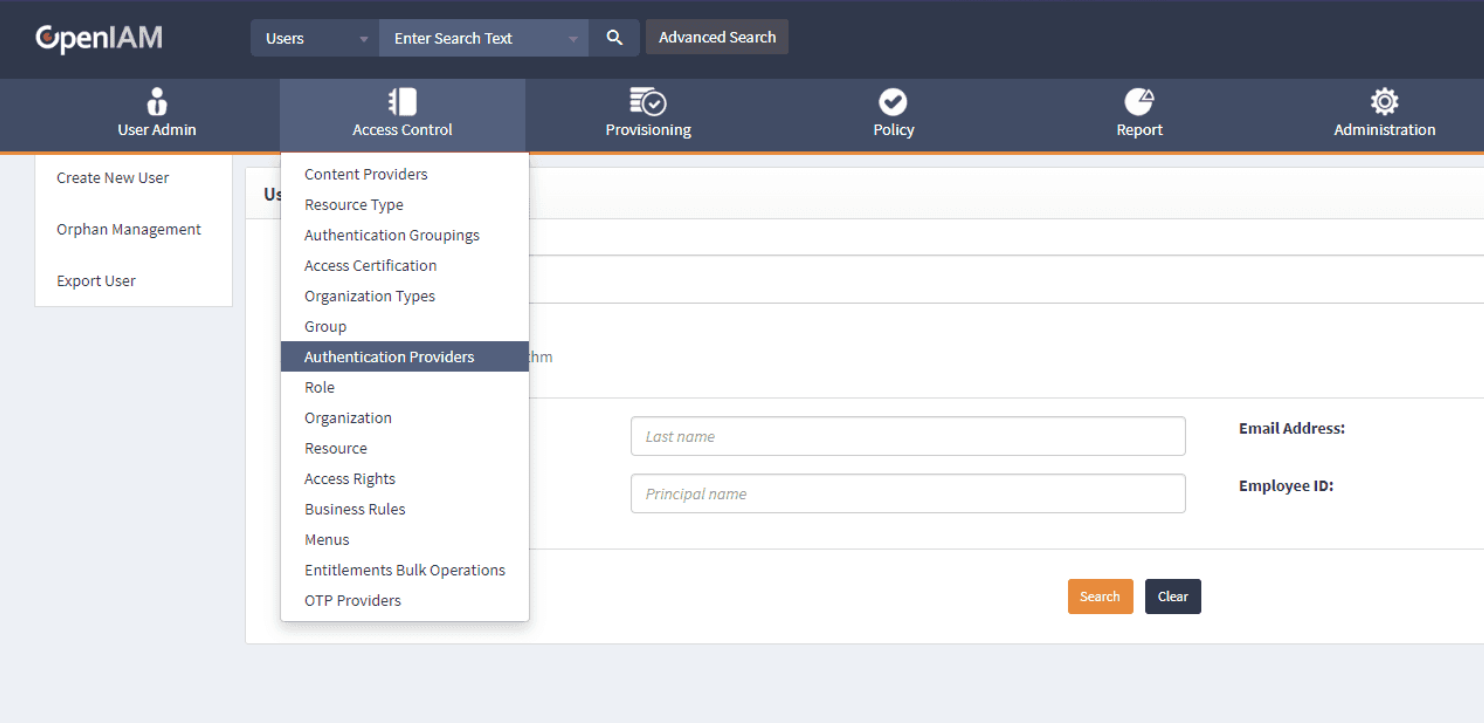 OpenIAM
Users
Enter Search Text
Advanced Search
User Admin
Access Control
Provisioning
Policy
Report
Administration
Create New User
Orphan Management
Export User
Content Providers
Resource Type
Authentication Groupings
Access Certification
Organization Types
Group
Authentication Providers
Role
Organization
Resource
Access Rights
Business Rules
Menus
Entitlements Bulk Operations
OTP Providers
Last name
Email Address:
Principal name
Employee ID:
Search
Clear